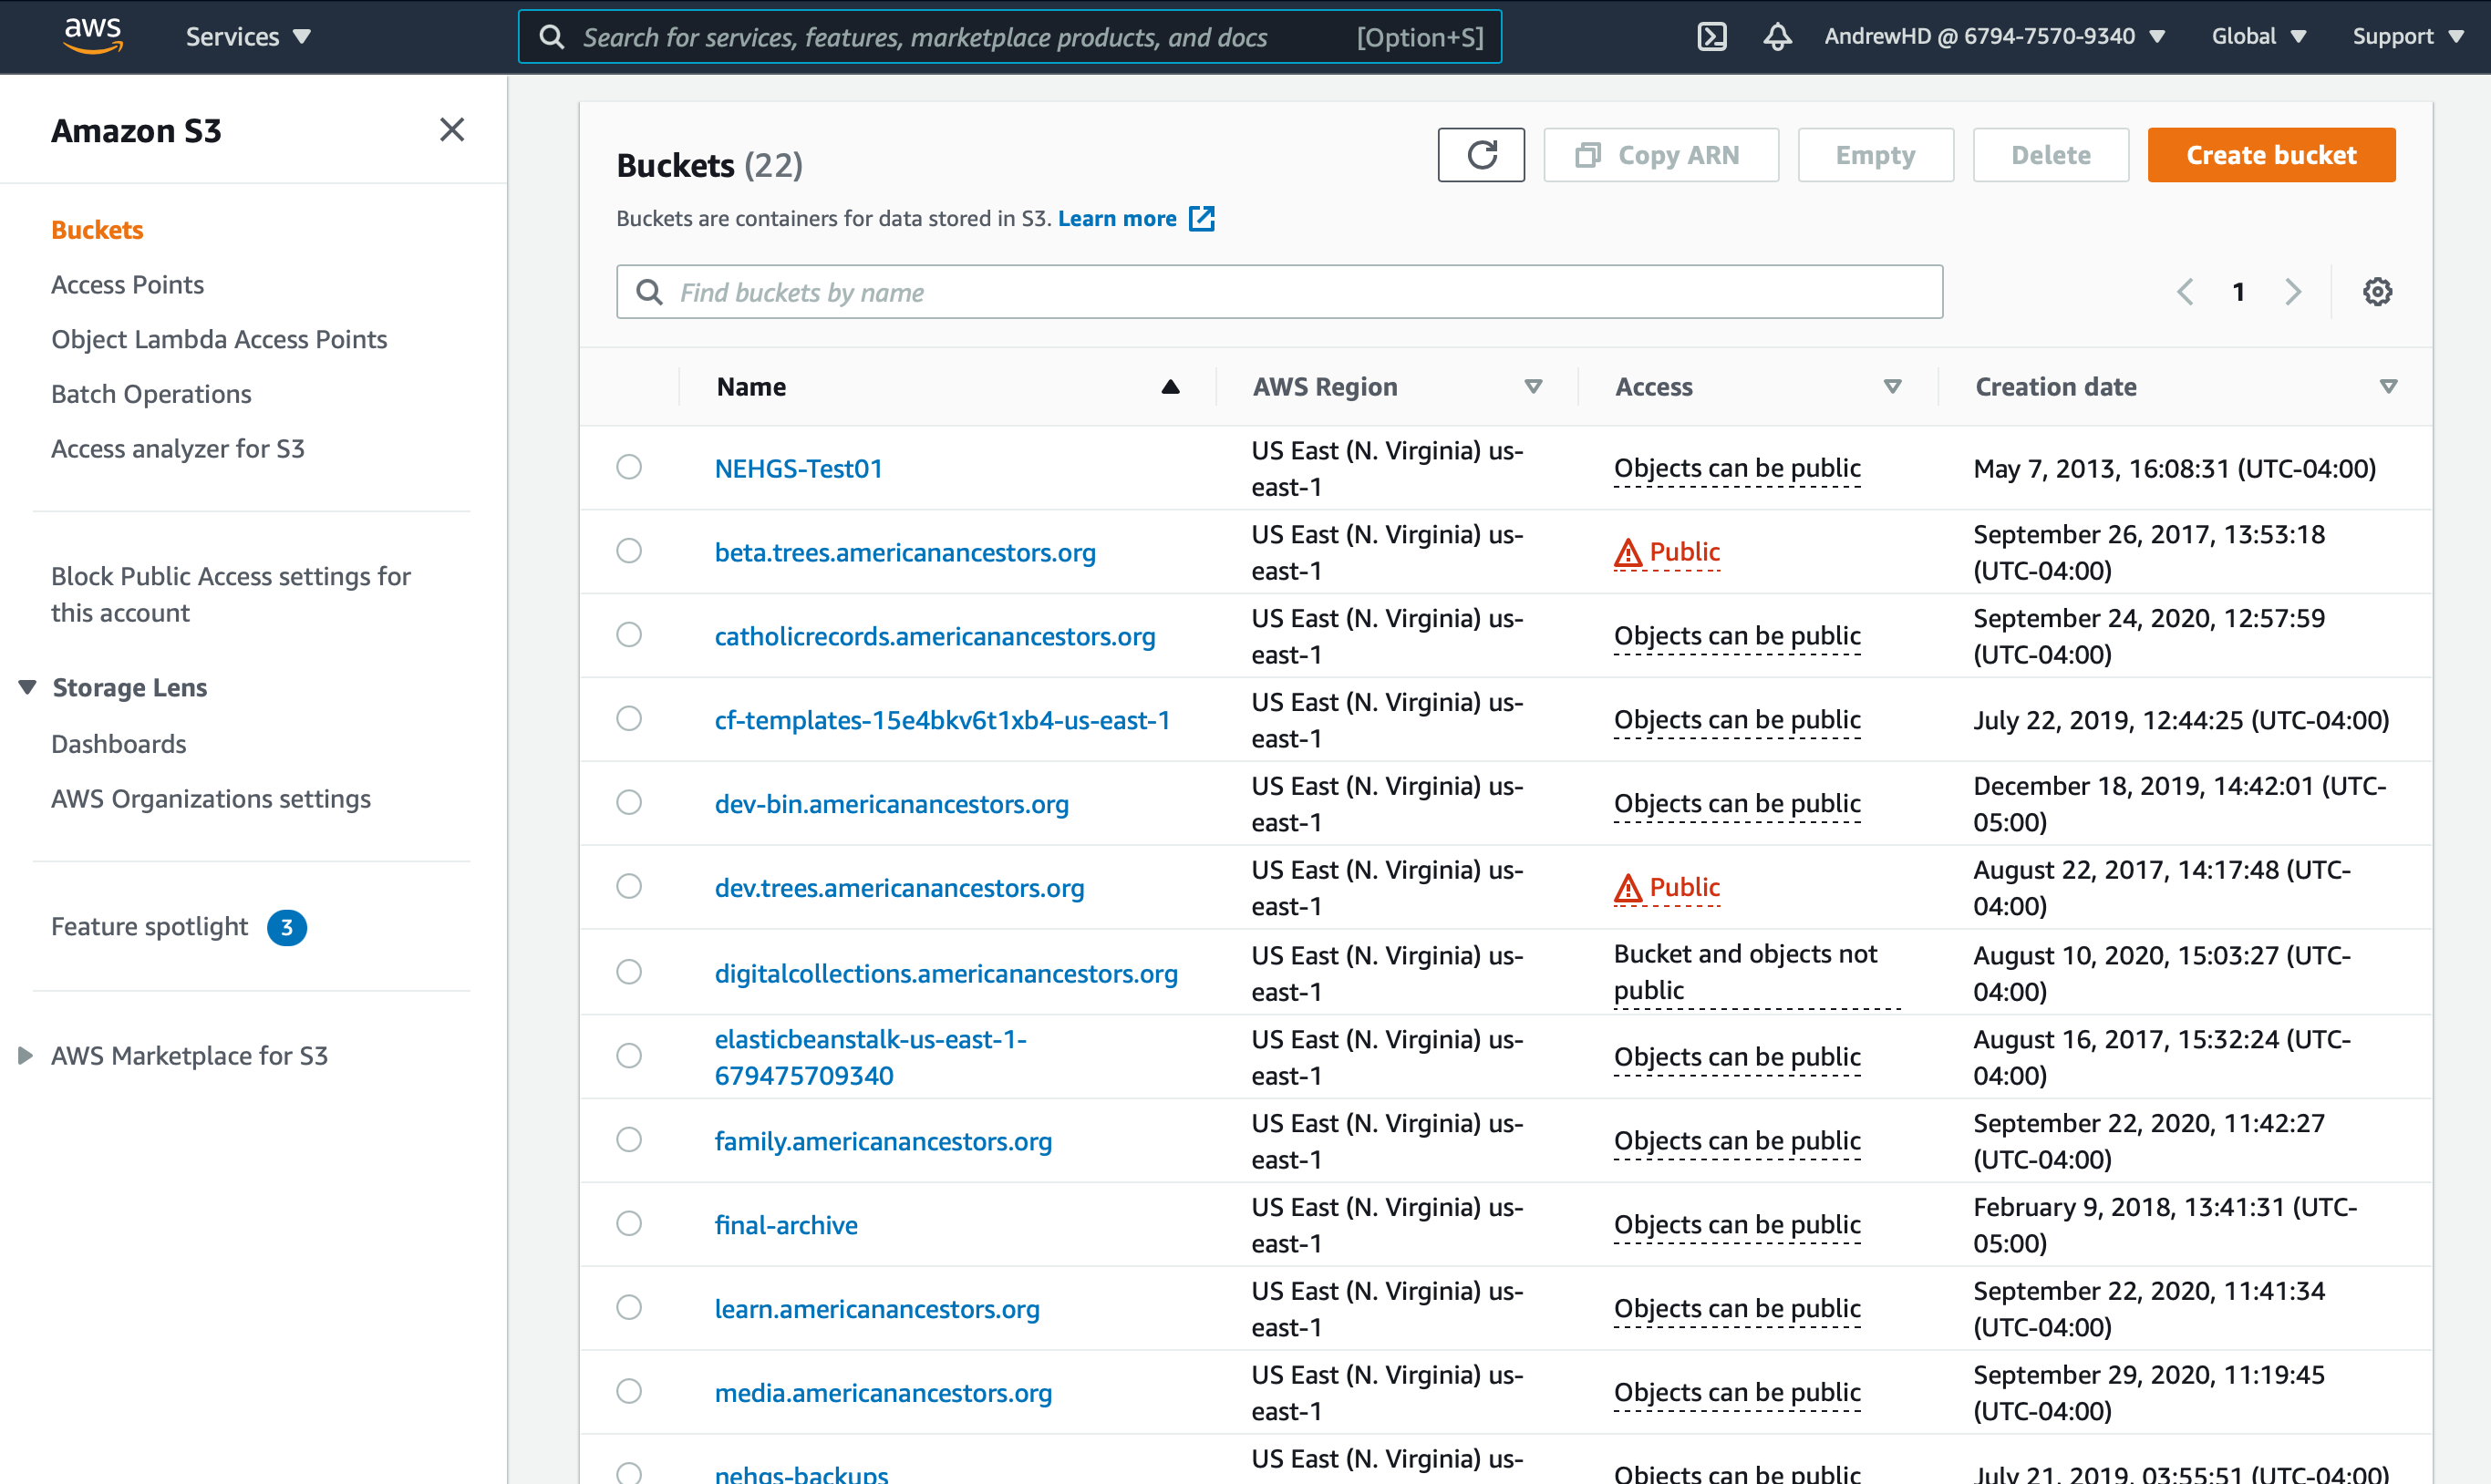 aws Services Search for services, features, marketplace products, and docs [Option+S] AndrewHD @ 6794-7570-9340 Global Support
Amazon S3
Buckets
Access Points
Object Lambda Access Points
Batch Operations
Access analyzer for S3
Block Public Access settings for
this account
Storage Lens
Dashboards
AWS Organizations settings
Feature spotlight 3
AWS Marketplace for S3
Buckets (22)
Copy ARN Empty Delete Create bucket
Buckets are containers for data stored in S3. Learn more
Find buckets by name
1
Name AWS Region Access Creation date
NEHGS-Test01 US East (N. Virginia) us-
east-1 Objects can be public May 7, 2013, 16:08:31 (UTC-04:00)
beta.trees.americanancestors.org US East (N. Virginia) us-
east-1 Public September 26, 2017, 13:53:18
(UTC-04:00)
catholicrecords.americanancestors.org US East (N. Virginia) us-
east-1 Objects can be public September 24, 2020, 12:57:59
(UTC-04:00)
cf-templates-15e4bkv6t1xb4-us-east-1 US East (N. Virginia) us-
east-1 Objects can be public July 22, 2019, 12:44:25 (UTC-04:00)
dev-bin.americanancestors.org US East (N. Virginia) us-
east-1 Objects can be public December 18, 2019, 14:42:01 (UTC-
05:00)
dev.trees.americanancestors.org US East (N. Virginia) us-
east-1 Public August 22, 2017, 14:17:48 (UTC-
04:00)
digitalcollections.americanancestors.org US East (N. Virginia) us-
east-1 Bucket and objects not
public August 10, 2020, 15:03:27 (UTC-
04:00)
elasticbeanstalk-us-east-1-
679475709340 US East (N. Virginia) us-
east-1 Objects can be public August 16, 2017, 15:32:24 (UTC-
04:00)
family.americanancestors.org US East (N. Virginia) us-
east-1 Objects can be public September 22, 2020, 11:42:27
(UTC-04:00)
final-archive US East (N. Virginia) us-
east-1 Objects can be public February 9, 2018, 13:41:31 (UTC-
05:00)
learn.americanancestors.org US East (N. Virginia) us-
east-1 Objects can be public September 22, 2020, 11:41:34
(UTC-04:00)
media.americanancestors.org US East (N. Virginia) us-
east-1 Objects can be public September 29, 2020, 11:19:45
(UTC-04:00)
nehgs-backups US East (N. Virginia) us-
Objects can be public July 21, 2019, 03:55:51 (UTC-04:00)